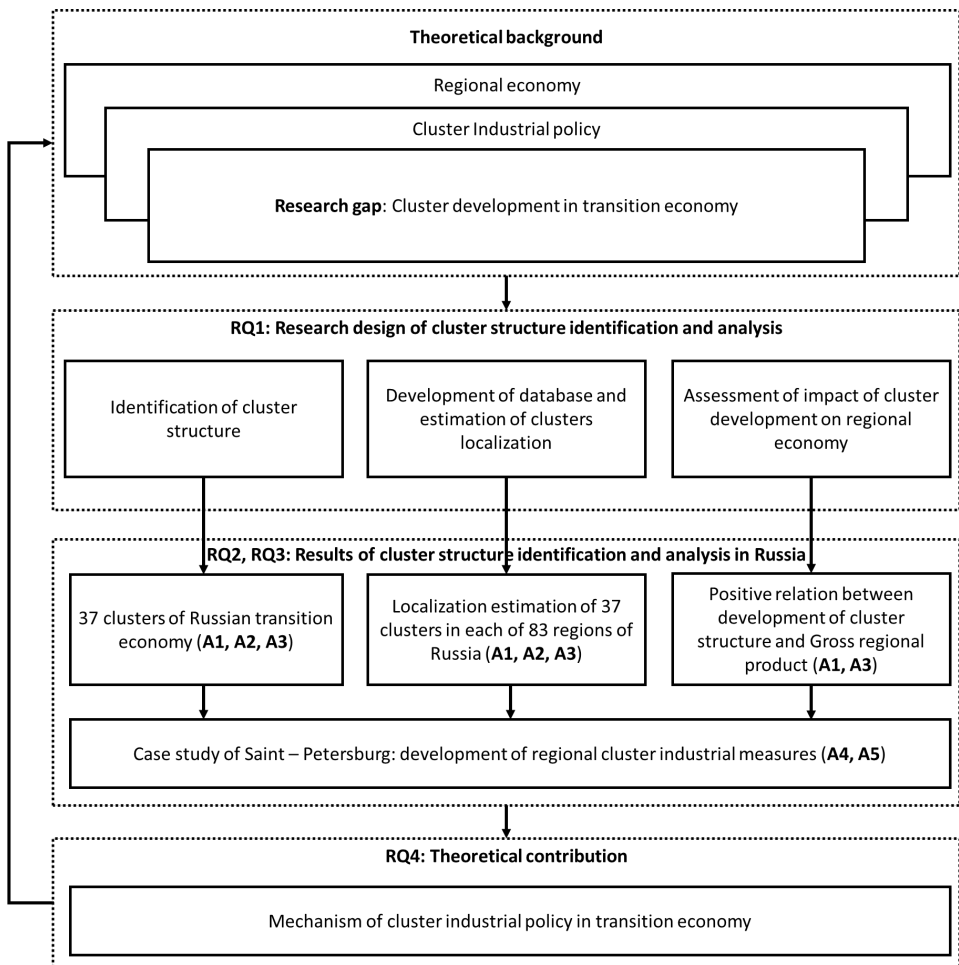 Theoretical background
Regional economy
Cluster Industrial policy
Research gap: Cluster development in transition economy
RQ1: Research design of cluster structure identification and analysis
Identification of cluster
structure
Development of database and
estimation of clusters
localization
Assessment of impact of cluster
development on regional
economy
RQ2, RQ3: Results of cluster structure identification and analysis in Russia
37 clusters of Russian transition
economy (A1, A2, A3)
Localization estimation of 37
clusters in each of 83 regions of
Russia (A1, A2, A3)
Positive relation between
development of cluster
structure and Gross regional
product (A1, A3)
Case study of Saint – Petersburg: development of regional cluster industrial measures (A4, A5)
RQ4: Theoretical contribution
Mechanism of cluster industrial policy in transition economy